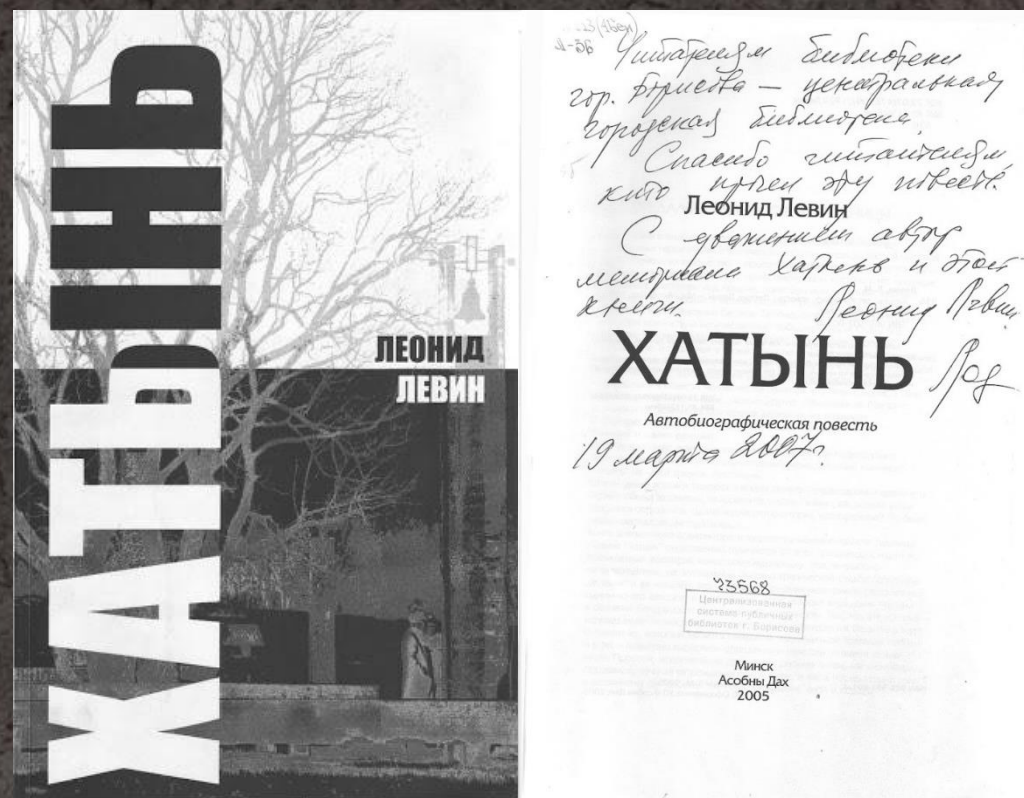 ХАТЫНЬ
ЛЕОНИД
ЛЕВИН
Читателям библиотеки
гор. Борисова — центральная
городская библиотека.
Спасибо читателям,
кто прочел эту повесть.
Леонид Левин
С уважением автор
мемориала Хатынь и этой
книги. Леонид Левин
ХАТЫНЬ
Автобиографическая повесть
19 марта 2007г.
73568
Централизованная
система публичных
библиотек г. Борисова
Минск
Асобны Дах
2005